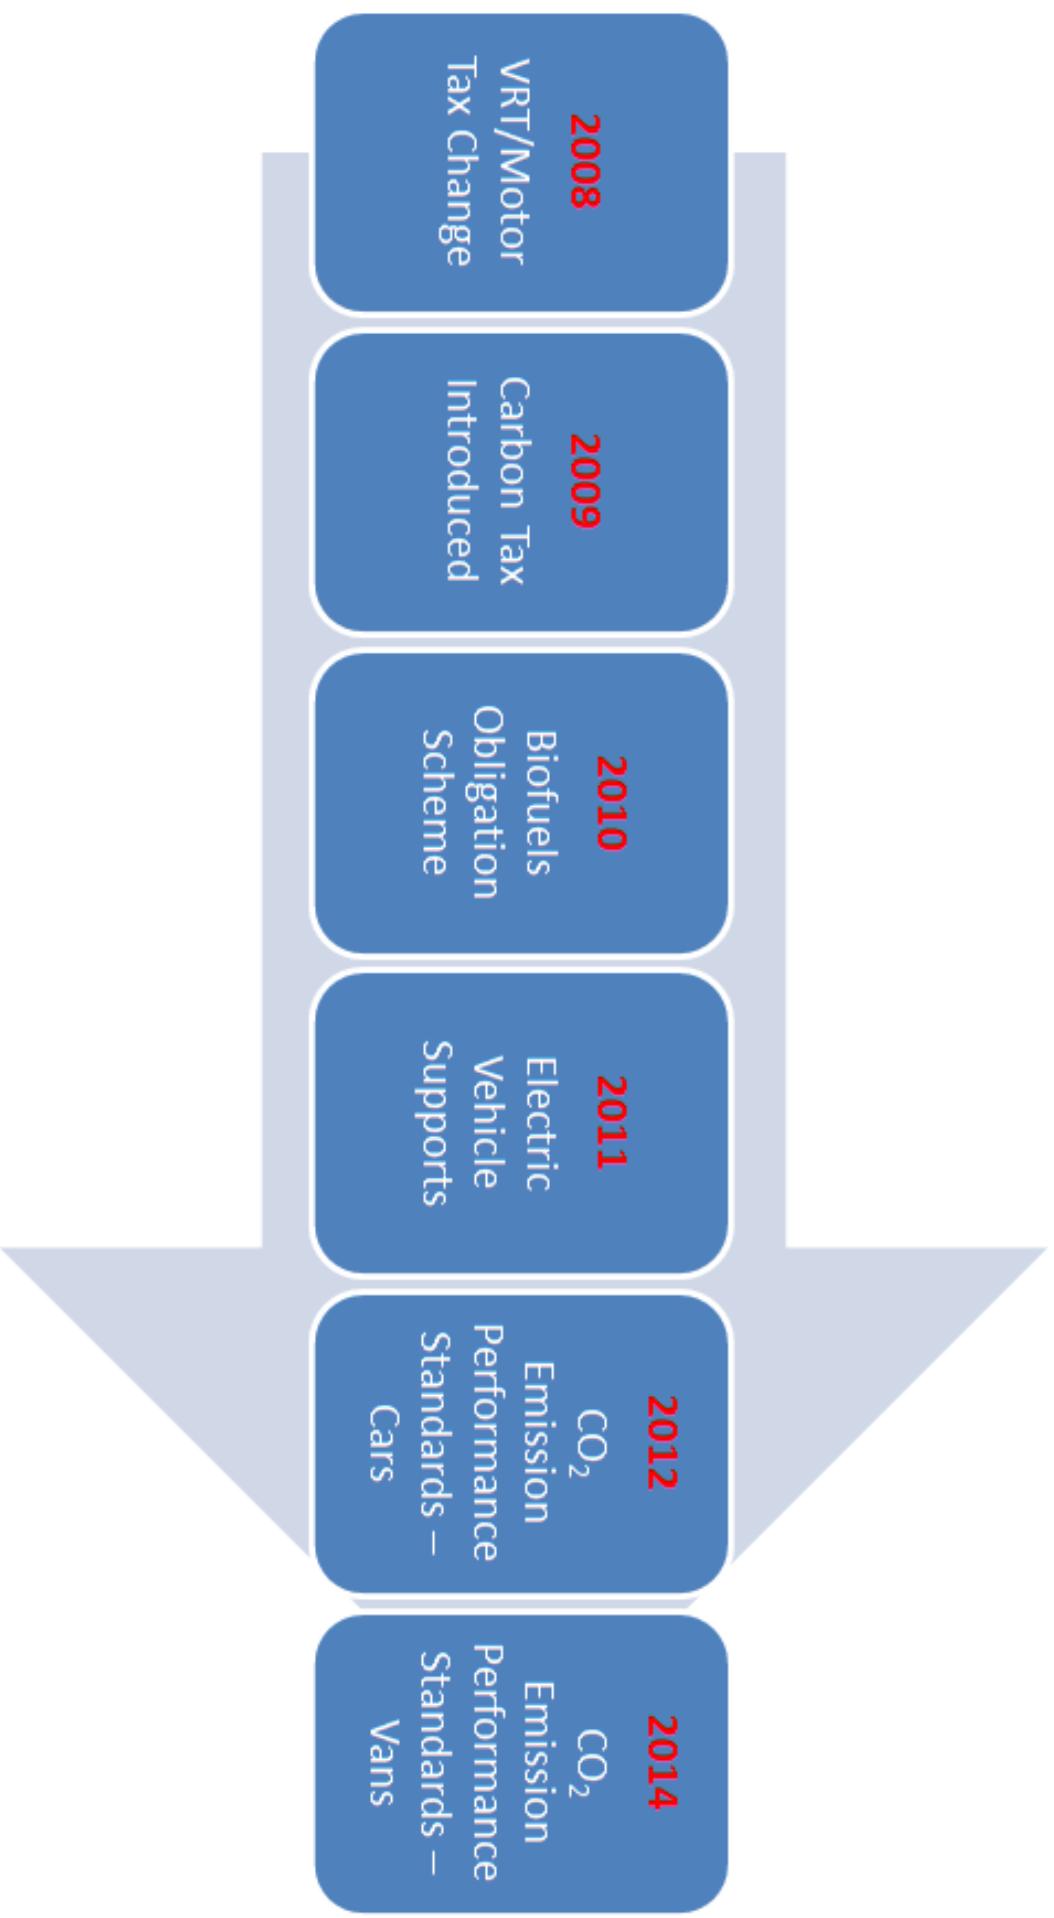 2008
VRT/Motor
Tax Change
2009
Carbon Tax
Introduced
2010
Biofuels
Obligation
Scheme
2011
Electric
Vehicle
Supports
2012
CO₂
Emission
Performance
Standards –
Cars
2014
CO₂
Emission
Performance
Standards –
Vans